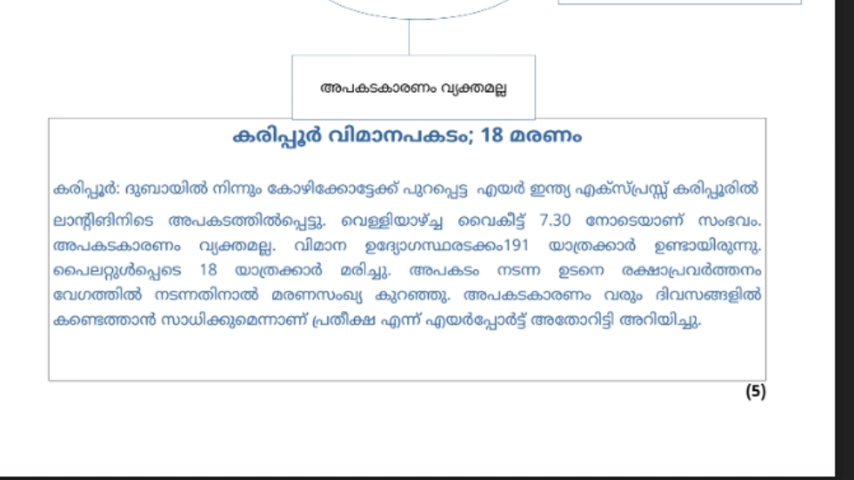 അപകടകാരണം വ്യക്തമല്ല
കരിപ്പൂർ വിമാനപകടം; 18 മരണം
കരിപ്പൂർ: ദുബായിൽ നിന്നും കോഴിക്കോട്ടേക്ക് പുറപ്പെട്ട എയർ ഇന്ത്യ എക്സ്പ്രസ്സ് കരിപ്പൂരിൽ
ലാന്റിങിനിടെ അപകടത്തിൽപ്പെട്ടു. വെള്ളിയാഴ്ച്ച വൈകീട്ട് 7.30 നോടെയാണ് സംഭവം.
അപകടകാരണം വ്യക്തമല്ല. വിമാന ഉദ്യോഗസ്ഥരടക്കം191 യാത്രക്കാർ ഉണ്ടായിരുന്നു.
പൈലറ്റുൾപ്പെടെ 18 യാത്രക്കാർ മരിച്ചു. അപകടം നടന്ന ഉടനെ രക്ഷാപ്രവർത്തനം
വേഗത്തിൽ നടന്നതിനാൽ മരണസംഖ്യ കുറഞ്ഞു. അപകടകാരണം വരും ദിവസങ്ങളിൽ
കണ്ടെത്താൻ സാധിക്കുമെന്നാണ് പ്രതീക്ഷ എന്ന് എയർപ്പോർട്ട് അതോറിട്ടി അറിയിച്ചു.
(5)